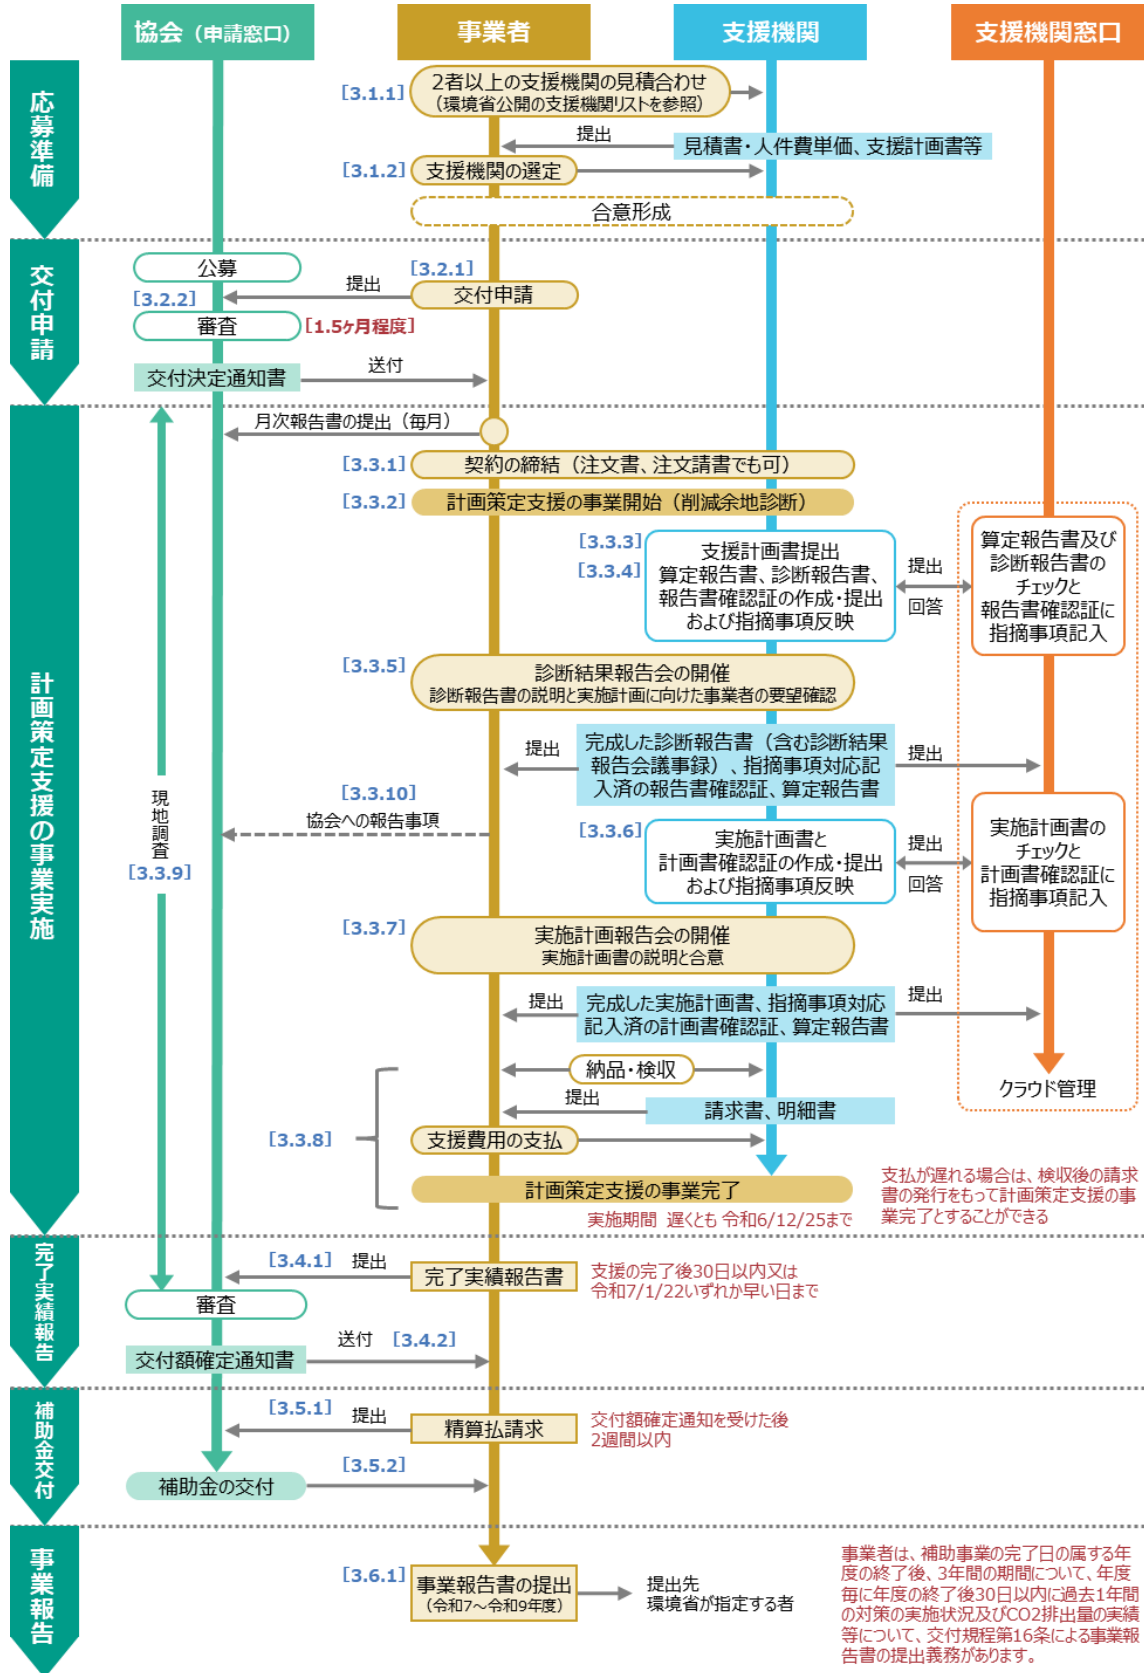 協会（申請窓口）
事業者
支援機関
支援機関窓口
応募準備
[3.1.1]
2者以上の支援機関の見積合わせ
（環境省公開の支援機関リストを参照）
提出
見積書・人件費単価、支援計画書等
[3.1.2]
支援機関の選定
合意形成
交付申請
公募
[3.2.1]
提出
交付申請
[3.2.2]
審査
[1.5ヶ月程度]
交付決定通知書
送付
計画策定支援の事業実施
月次報告書の提出（毎月）
[3.3.1]
契約の締結（注文書、注文請書でも可）
[3.3.2]
計画策定支援の事業開始（削減余地診断）
[3.3.3]
[3.3.4]
支援計画書提出
算定報告書、診断報告書、
報告書確認証の作成・提出
および指摘事項反映
提出
回答
算定報告書及び
診断報告書の
チェックと
報告書確認証に
指摘事項記入
[3.3.5]
診断結果報告会の開催
診断報告書の説明と実施計画に向けた事業者の要望確認
提出
完成した診断報告書（含む診断結果
報告会議事録）、指摘事項対応記
入済の報告書確認証、算定報告書
提出
現地調査
[3.3.9]
[3.3.10]
協会への報告事項
[3.3.6]
実施計画書と
計画書確認証の作成・提出
および指摘事項反映
提出
回答
実施計画書の
チェックと
計画書確認証に
指摘事項記入
[3.3.7]
実施計画報告会の開催
実施計画書の説明と合意
提出
完成した実施計画書、指摘事項対応
記入済の計画書確認証、算定報告書
提出
納品・検収
クラウド管理
提出
請求書、明細書
[3.3.8]
支援費用の支払
計画策定支援の事業完了
実施期間 遅くとも 令和6/12/25まで
支払が遅れる場合は、検収後の請求
書の発行をもって計画策定支援の事
業完了とすることができる
完了実績報告
[3.4.1]
提出
完了実績報告書
支援の完了後30日以内又は
令和7/1/22いずれか早い日まで
審査
交付額確定通知書
送付
[3.4.2]
補助金交付
[3.5.1]
提出
精算払請求
交付額確定通知を受けた後
2週間以内
補助金の交付
[3.5.2]
事業報告
[3.6.1]
事業報告書の提出
（令和7～令和9年度）
提出先
環境省が指定する者
事業者は、補助事業の完了日の属する年
度の終了後、3年間の期間について、年度
毎に年度の終了後30日以内に過去1年間
の対策の実施状況及びCO2排出量の実績
等について、交付規程第16条による事業報
告書の提出義務があります。